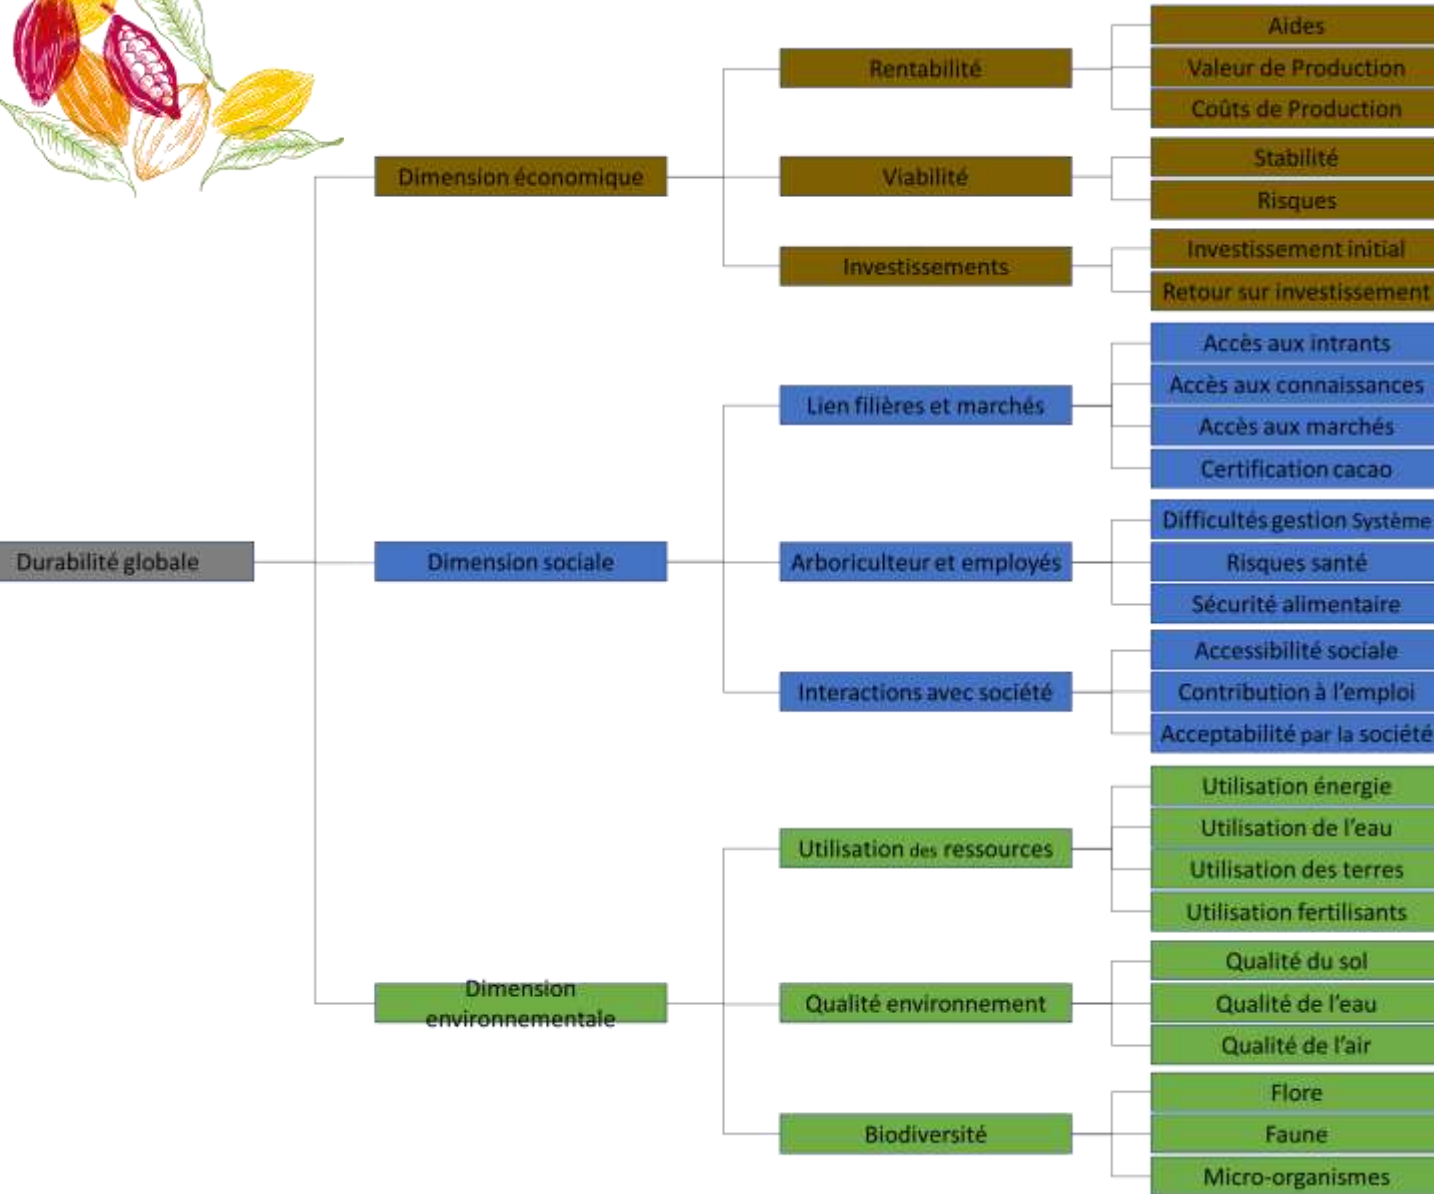 Durabilité globale
Dimension économique
Rentabilité
Aides
Valeur de Production
Coûts de Production
Viabilité
Stabilité
Risques
Investissements
Investissement initial
Retour sur investissement
Dimension sociale
Lien filières et marchés
Accès aux intrants
Accès aux connaissances
Accès aux marchés
Certification cacao
Arboriculteur et employés
Difficultés gestion Système
Risques santé
Sécurité alimentaire
Interactions avec société
Accessibilité sociale
Contribution à l'emploi
Acceptabilité par la société
Dimension
environnementale
Utilisation des ressources
Utilisation énergie
Utilisation de l'eau
Utilisation des terres
Utilisation fertilisants
Qualité environnement
Qualité du sol
Qualité de l'eau
Qualité de l'air
Biodiversité
Flore
Faune
Micro-organismes